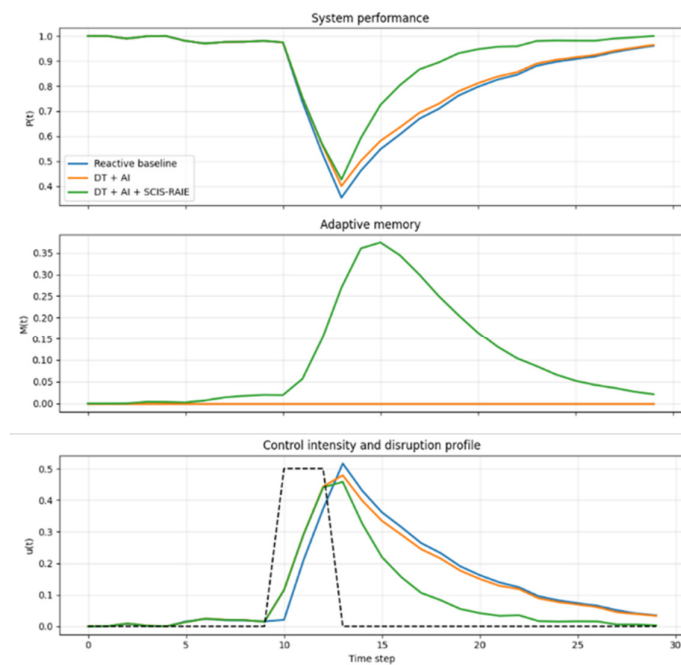 System performance
1.0
0.9
0.8
0.7
0.6
0.5
0.4
P(t)
Reactive baseline
DT + AI
DT + AI + SCIS-RAIE
Adaptive memory
0.35
0.30
0.25
0.20
0.15
0.10
0.05
0.00
M(t)
Control intensity and disruption profile
0.5
0.4
0.3
0.2
0.1
0.0
u(t)
0 5 10 15 20 25 30
Time step